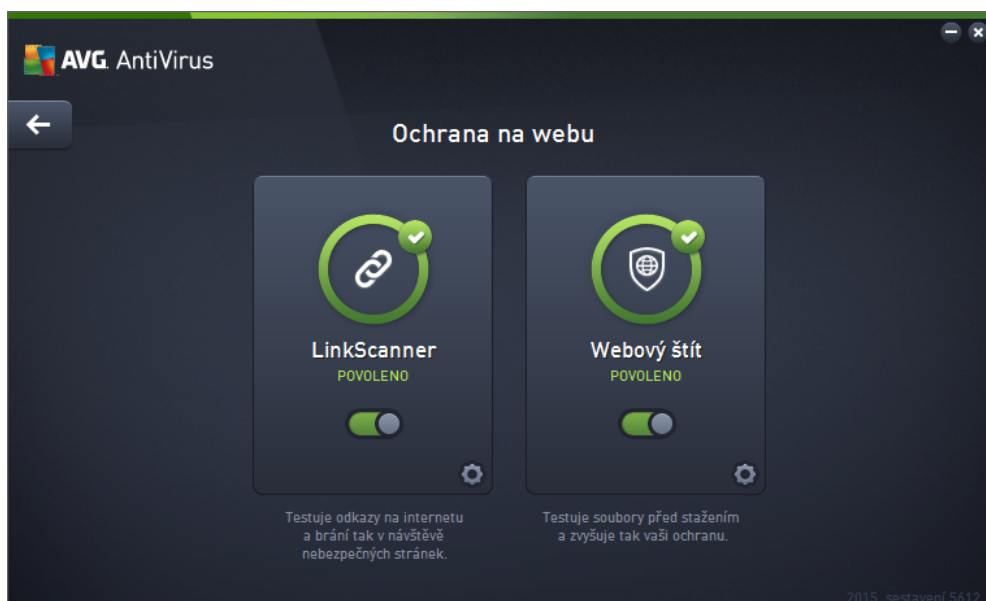 AVG. AntiVirus
Ochrana na webu
LinkScanner
POVOLENO
Webový štít
POVOLENO
Testuje odkazy na internetu
a brání tak v návštěvě
nebezpečných stránek.
Testuje soubory před stažením
a zvyšuje tak vaši ochranu.
2015, sestavení 5612